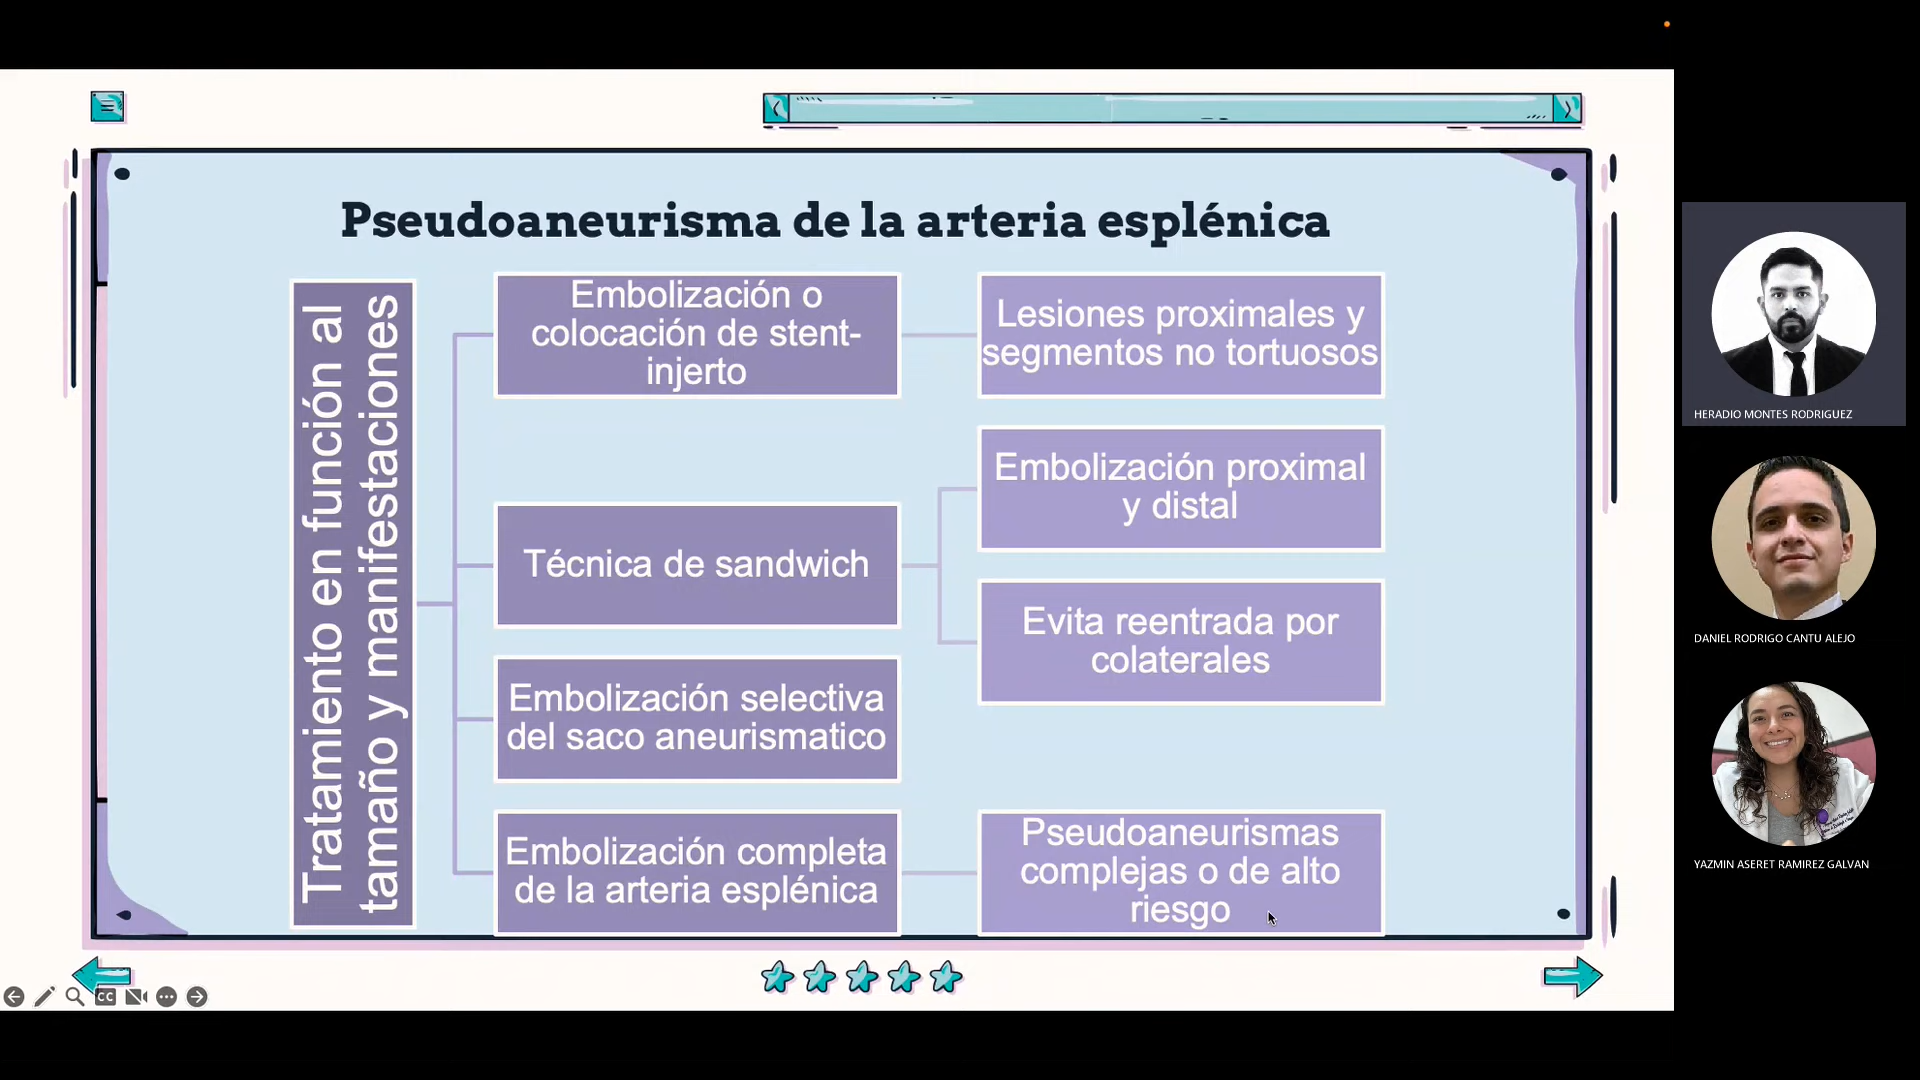 Pseudoaneurisma de la arteria esplénica
Tratamiento en función al
tamaño y manifestaciones
Embolización o
colocación de stent-
injerto
Lesiones proximales y
segmentos no tortuosos
Técnica de sandwich
Embolización proximal
y distal
Evita reentrada por
colaterales
Embolización selectiva
del saco aneurismatico
Embolización completa
de la arteria esplénica
Pseudoaneurismas
complejas o de alto
riesgo
CC
HERADIO MONTES RODRIGUEZ
DANIEL RODRIGO CANTU ALEJO
YAZMIN ASERET RAMIREZ GALVAN